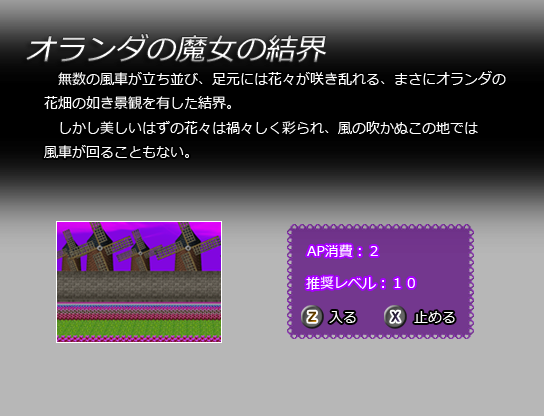 オランダの魔女の結界
無数の風車が立ち並び、足元には花々が咲き乱れる、まさにオランダの
花畑の如き景観を有した結界。
しかし美しいはずの花々は禍々しく彩られ、風の吹かぬこの地では
風車が回ることもない。
AP消費：２
推奨レベル：１０
Z 入る X 止める